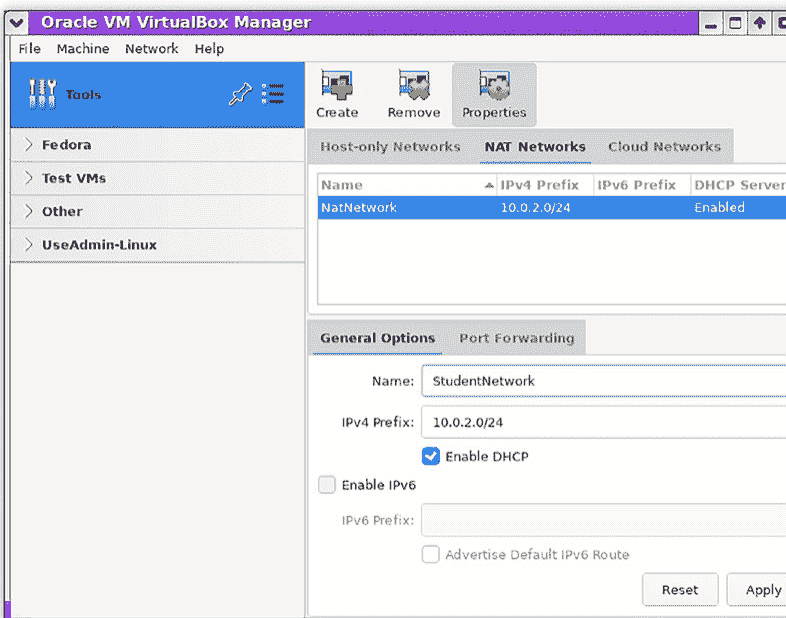 Oracle VM VirtualBox Manager
File Machine Network Help
Tools
Fedora
Test VMs
Other
UseAdmin-Linux
Create Remove Properties
Host-only Networks NAT Networks Cloud Networks
Name IPv4 Prefix IPv6 Prefix DHCP Server
NatNetwork 10.0.2.0/24 Enabled
General Options Port Forwarding
Name: StudentNetwork
IPv4 Prefix: 10.0.2.0/24
Enable DHCP
Enable IPv6
IPv6 Prefix:
Advertise Default IPv6 Route
Reset Apply